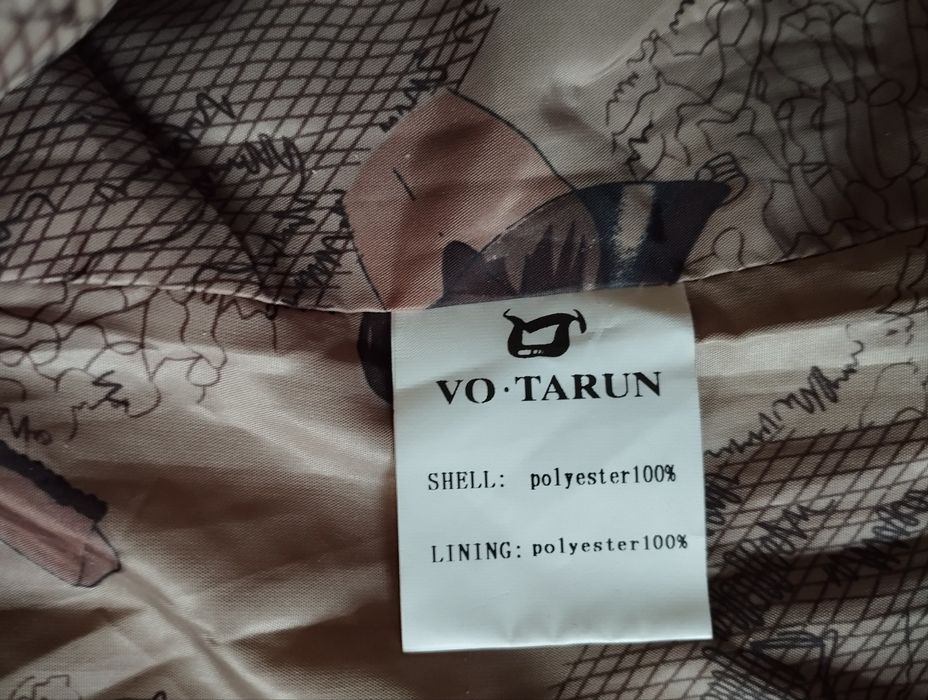 VO·TARUN
SHELL: polyester100%
LINING: polyester100%